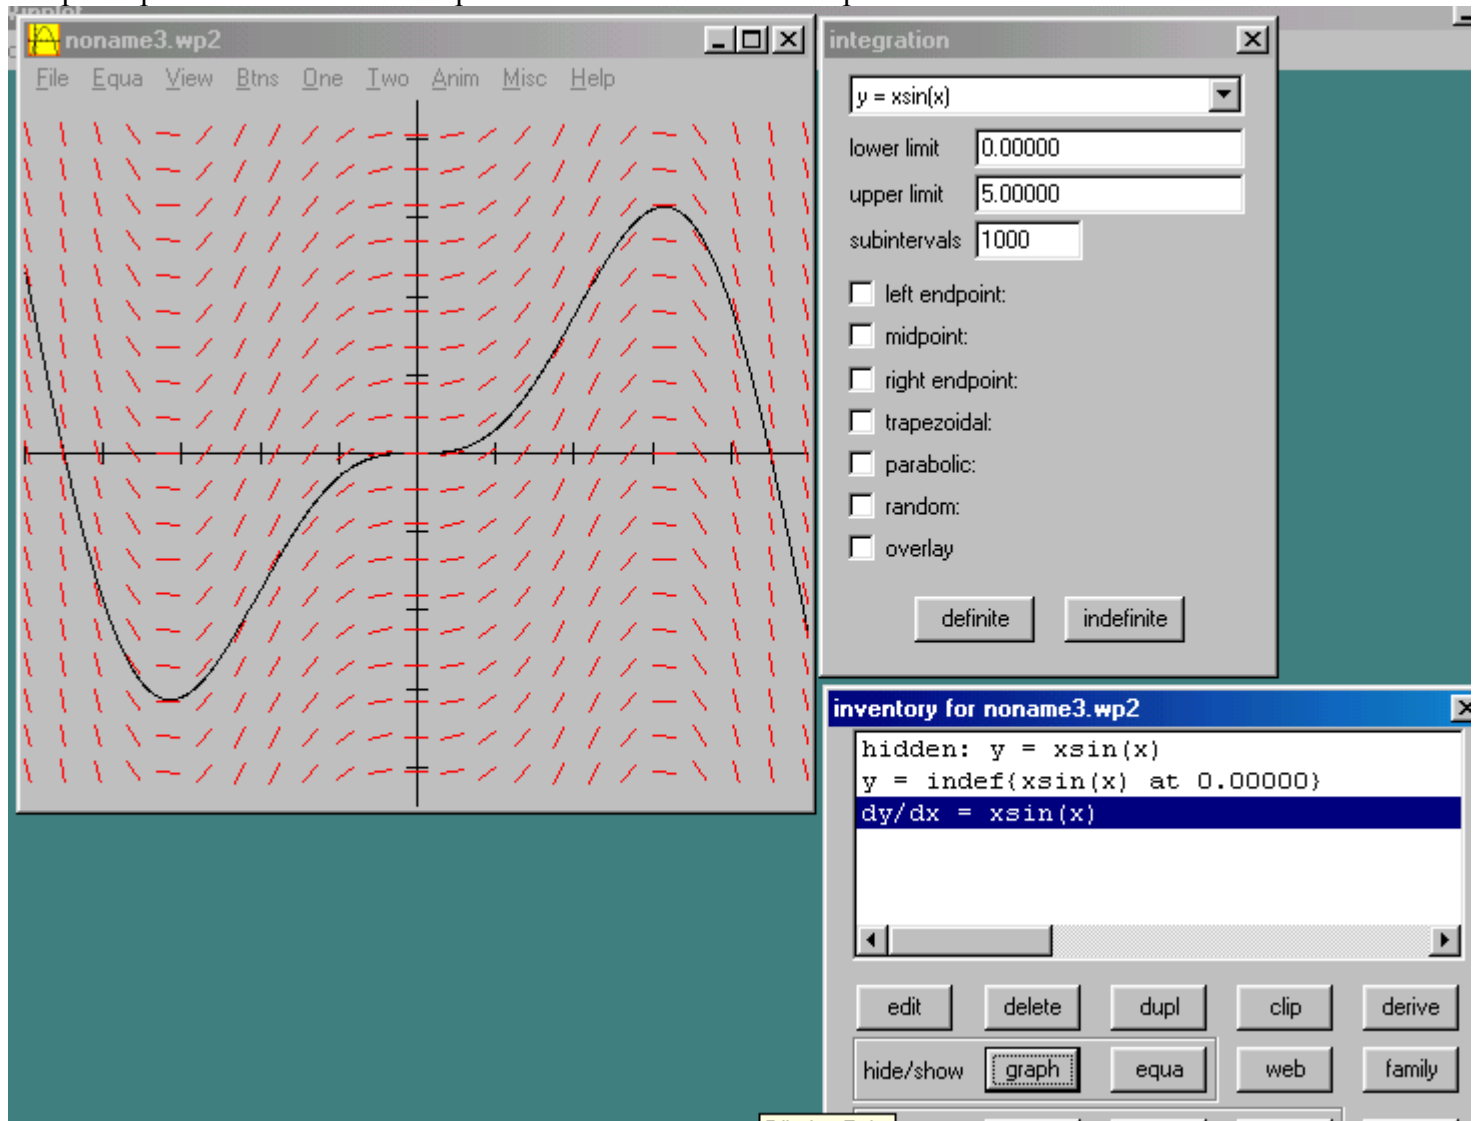 noname3.wp2
File Equa View Btns One Two Anim Misc Help
integration
y = xsin(x)
lower limit 0.00000
upper limit 5.00000
subintervals 1000
left endpoint:
midpoint:
right endpoint:
trapezoidal:
parabolic:
random:
overlay
definite indefinite
inventory for noname3.wp2
hidden: y = xsin(x)
y = indef{xsin(x) at 0.00000}
dy/dx = xsin(x)
edit delete dupl clip derive
hide/show graph equa web family